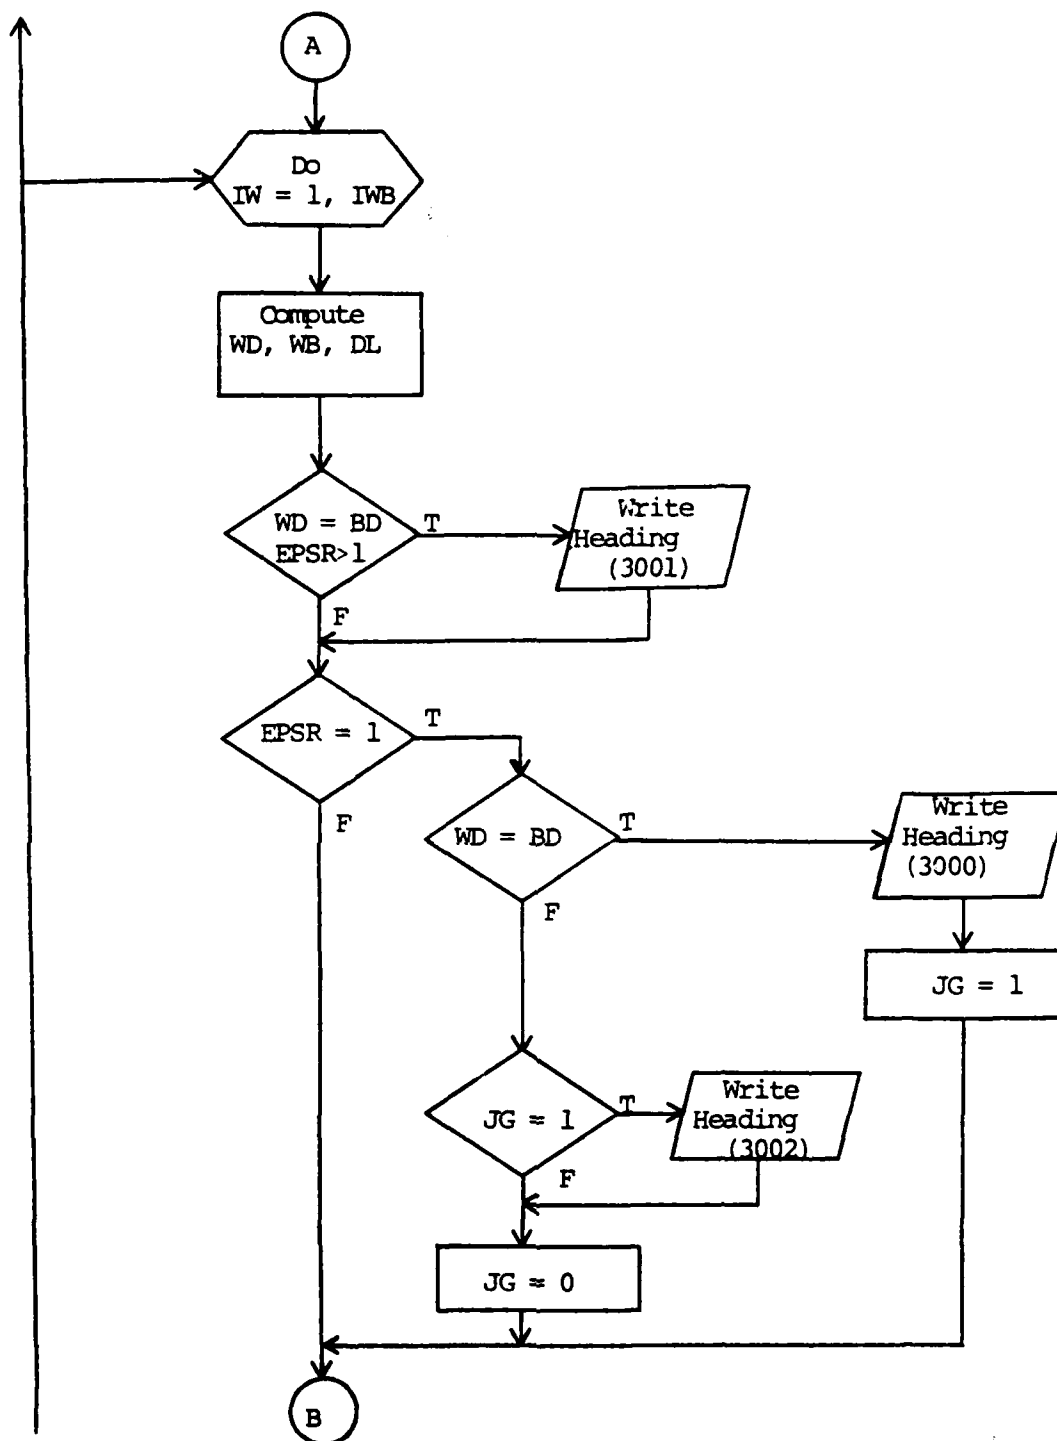 A
Do
IW = 1, IWB
Compute
WD, WB, DL
WD = BD
EPSR>1
T
Write
Heading
(3001)
F
EPSR = 1
T
F
WD = BD
T
Write
Heading
(3000)
F
JG = 1
JG = 1
T
Write
Heading
(3002)
F
JG = 0
B